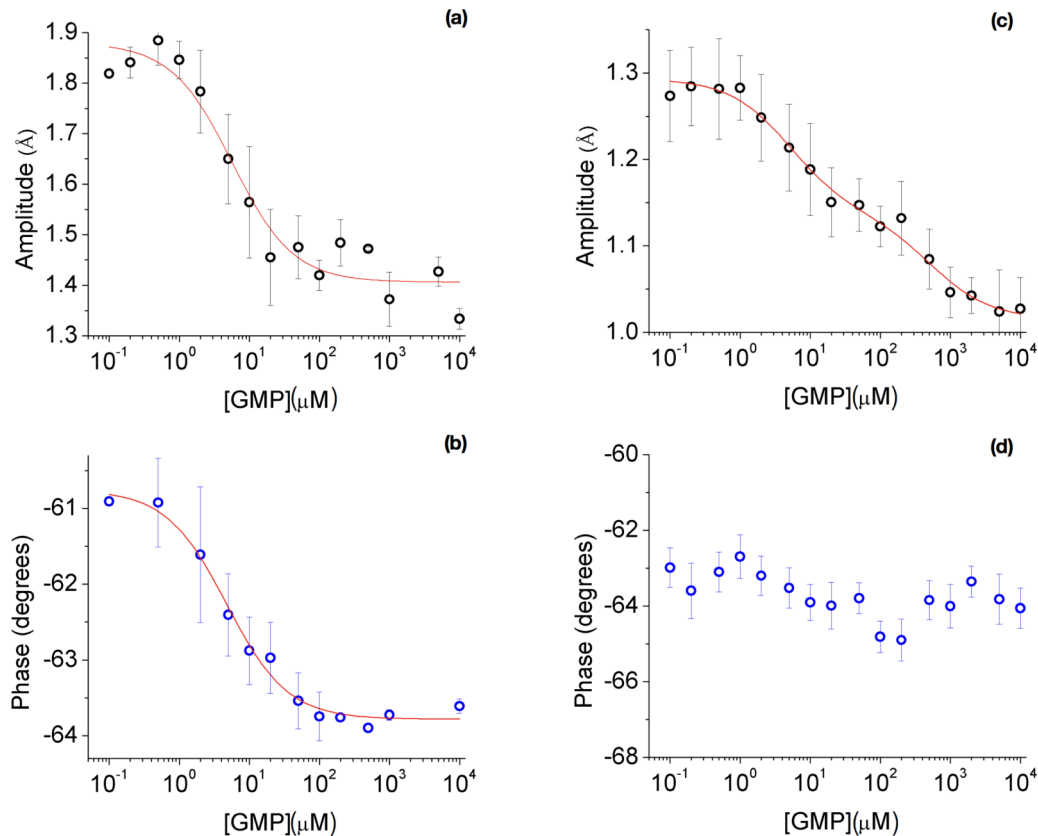 (a)
1.9
1.8
1.7
1.6
1.5
1.4
1.3
Amplitude (Å)
10⁻¹ 10⁰ 10¹ 10² 10³ 10⁴
[GMP](μM)
(c)
1.3
1.2
1.1
1.0
Amplitude (Å)
10⁻¹ 10⁰ 10¹ 10² 10³ 10⁴
[GMP](μM)
(b)
-61
-62
-63
-64
Phase (degrees)
10⁻¹ 10⁰ 10¹ 10² 10³ 10⁴
[GMP](μM)
(d)
-60
-62
-64
-66
-68
Phase (degrees)
10⁻¹ 10⁰ 10¹ 10² 10³ 10⁴
[GMP](μM)